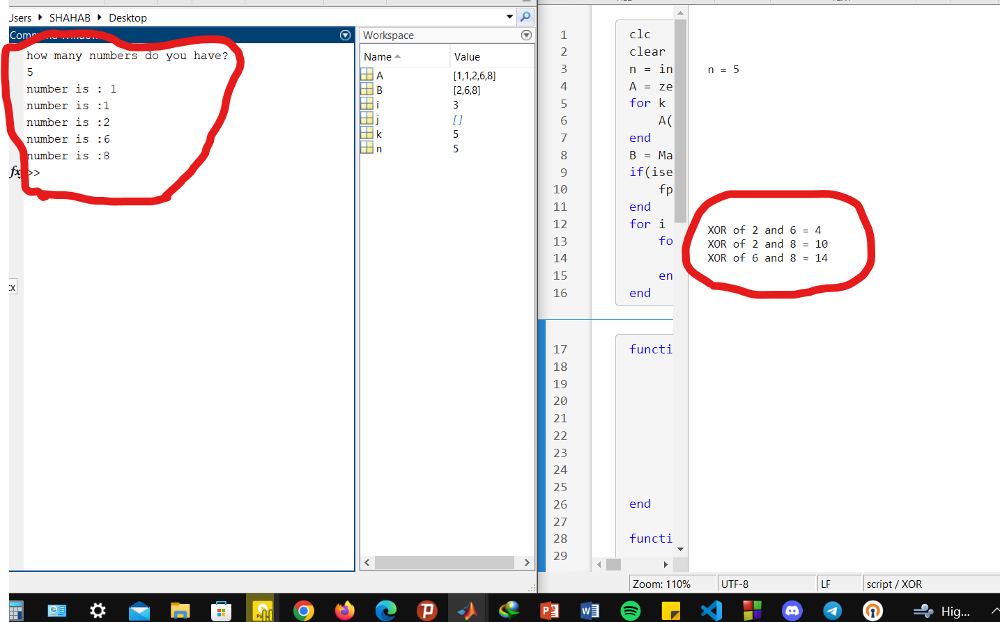 Users SHAHAB Desktop
how many numbers do you have?
5
number is : 1
number is :1
number is :2
number is :6
number is :8
fx >>
Workspace
Name Value
A [1,1,2,6,8]
B [2,6,8]
i 3
j []
k 5
n 5
1 clc
2 clear
3 n = in
4 A = ze
5 for k
6 A(
7 end
8 B = Ma
9 if(ise
10 fp
11 end
12 for i
13 fo
14
15 en
16 end
17 functi
18
19
20
21
22
23
24
25
26 end
27
28 functi
29
n = 5
XOR of 2 and 6 = 4
XOR of 2 and 8 = 10
XOR of 6 and 8 = 14
Zoom: 110% UTF-8 LF script / XOR
Hig...